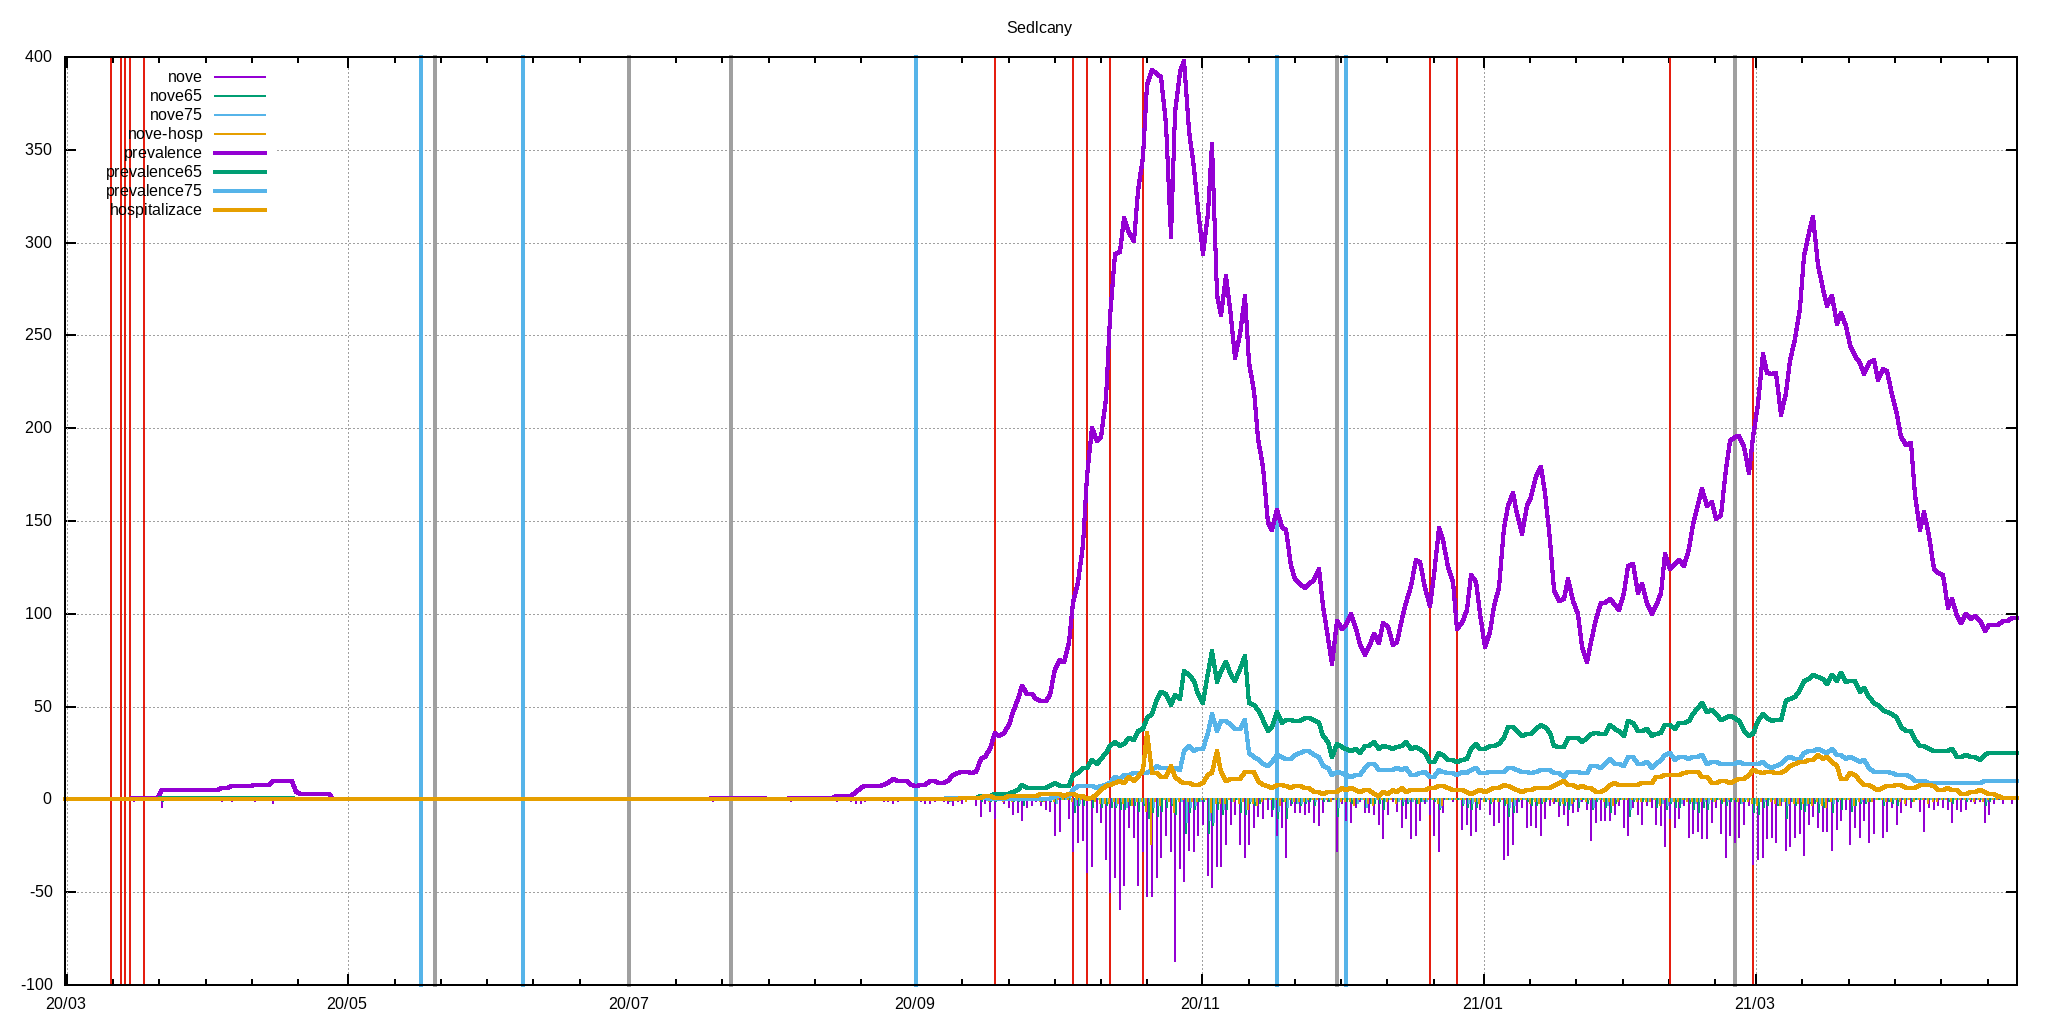 Sedlcany
400
350
300
250
200
150
100
50
0
-50
-100
nove
nove65
nove75
nove-hosp
prevalence
prevalence65
prevalence75
hospitalizace
20/03 20/05 20/07 20/09 20/11 21/01 21/03